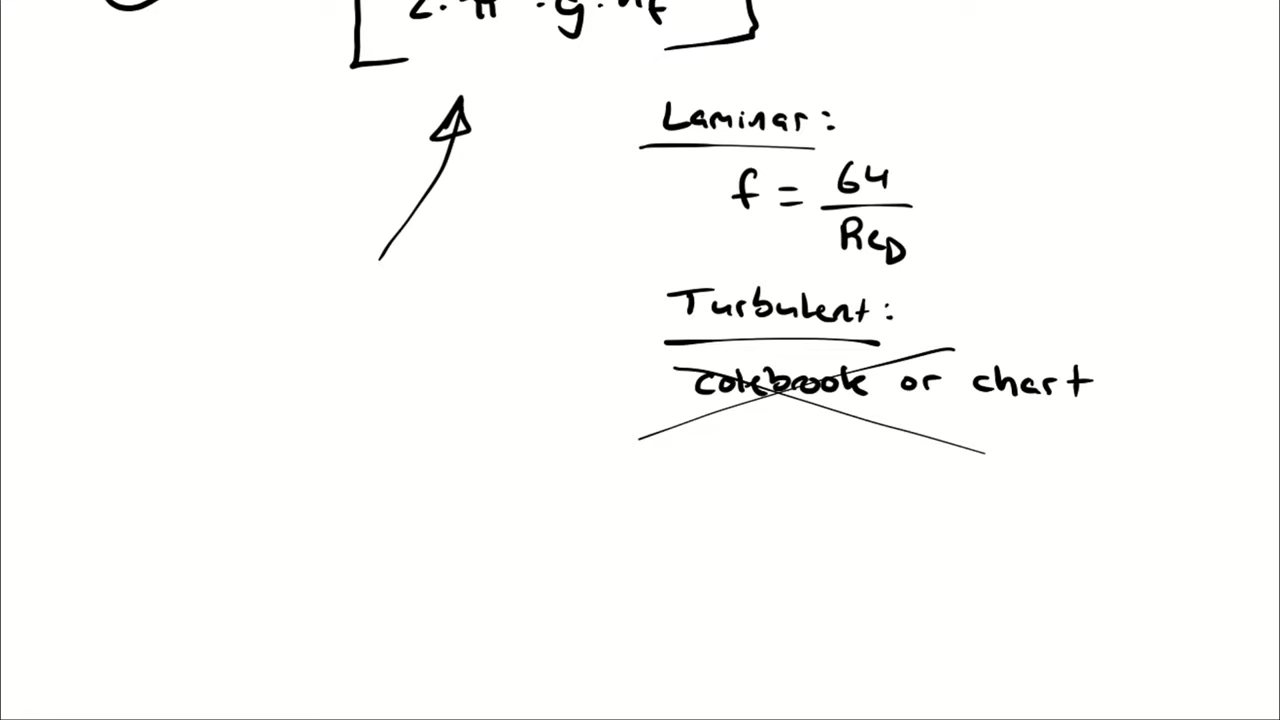 Laminar:
f = 64 / Re_D
Turbulent:
colebrook or chart